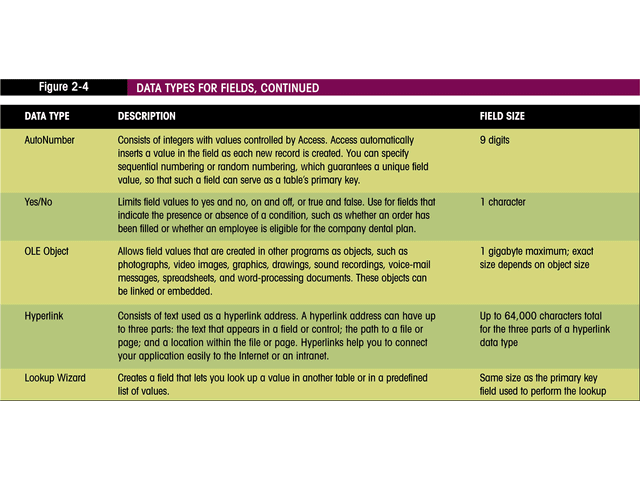 Figure 2-4
DATA TYPES FOR FIELDS, CONTINUED
DATA TYPE
DESCRIPTION
FIELD SIZE
AutoNumber
Consists of integers with values controlled by Access. Access automatically
inserts a value in the field as each new record is created. You can specify
sequential numbering or random numbering, which guarantees a unique field
value, so that such a field can serve as a table's primary key.
9 digits
Yes/No
Limits field values to yes and no, on and off, or true and false. Use for fields that
indicate the presence or absence of a condition, such as whether an order has
been filled or whether an employee is eligible for the company dental plan.
1 character
OLE Object
Allows field values that are created in other programs as objects, such as
photographs, video images, graphics, drawings, sound recordings, voice-mail
messages, spreadsheets, and word-processing documents. These objects can
be linked or embedded.
1 gigabyte maximum; exact
size depends on object size
Hyperlink
Consists of text used as a hyperlink address. A hyperlink address can have up
to three parts: the text that appears in a field or control; the path to a file or
page; and a location within the file or page. Hyperlinks help you to connect
your application easily to the Internet or an intranet.
Up to 64,000 characters total
for the three parts of a hyperlink
data type
Lookup Wizard
Creates a field that lets you look up a value in another table or in a predefined
list of values.
Same size as the primary key
field used to perform the lookup